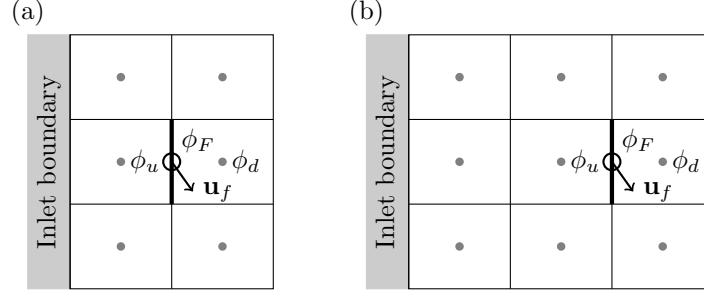 (a)
Inlet boundary
ϕ_F
ϕ_u
ϕ_d
𝐮_f
(b)
Inlet boundary
ϕ_F
ϕ_u
ϕ_d
𝐮_f